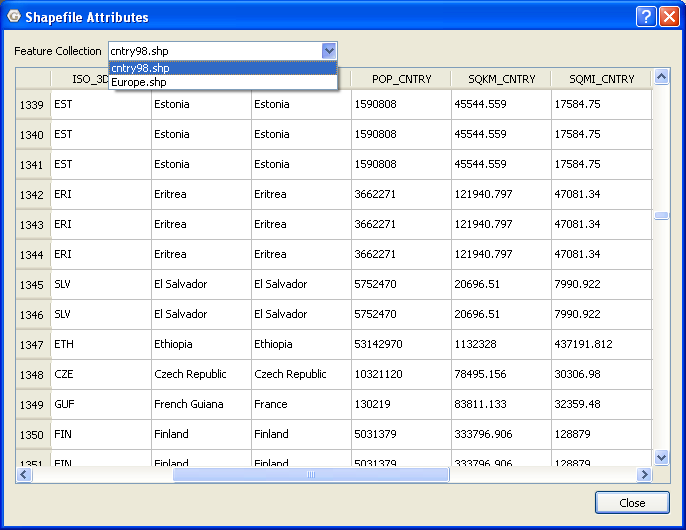 Shapefile Attributes
Feature Collection cntry98.shp
cntry98.shp
Europe.shp
ISO_3D POP_CNTRY SQKM_CNTRY SQMI_CNTRY
1339 EST Estonia Estonia 1590808 45544.559 17584.75
1340 EST Estonia Estonia 1590808 45544.559 17584.75
1341 EST Estonia Estonia 1590808 45544.559 17584.75
1342 ERI Eritrea Eritrea 3662271 121940.797 47081.34
1343 ERI Eritrea Eritrea 3662271 121940.797 47081.34
1344 ERI Eritrea Eritrea 3662271 121940.797 47081.34
1345 SLV El Salvador El Salvador 5752470 20696.51 7990.922
1346 SLV El Salvador El Salvador 5752470 20696.51 7990.922
1347 ETH Ethiopia Ethiopia 53142970 1132328 437191.812
1348 CZE Czech Republic Czech Republic 10321120 78495.156 30306.98
1349 GUF French Guiana France 130219 83811.133 32359.48
1350 FIN Finland Finland 5031379 333796.906 128879
1351 FIN Finland Finland 5031379 333796.906 128879
Close